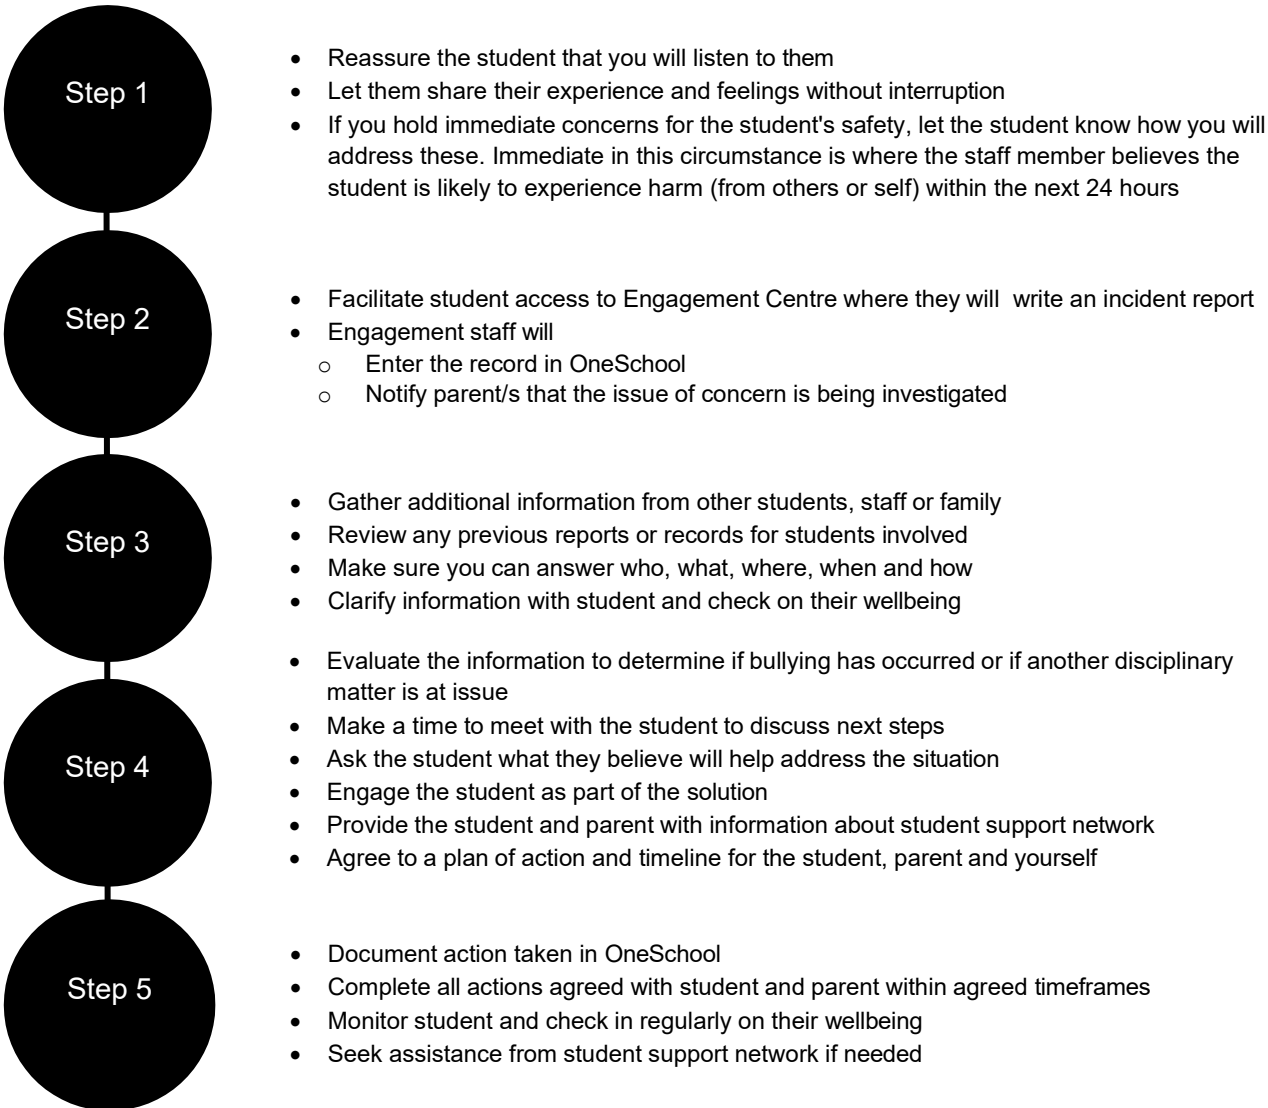 Step 1
• Reassure the student that you will listen to them
• Let them share their experience and feelings without interruption
• If you hold immediate concerns for the student's safety, let the student know how you will
address these. Immediate in this circumstance is where the staff member believes the
student is likely to experience harm (from others or self) within the next 24 hours
Step 2
• Facilitate student access to Engagement Centre where they will  write an incident report
• Engagement staff will
o Enter the record in OneSchool
o Notify parent/s that the issue of concern is being investigated
Step 3
• Gather additional information from other students, staff or family
• Review any previous reports or records for students involved
• Make sure you can answer who, what, where, when and how
• Clarify information with student and check on their wellbeing
Step 4
• Evaluate the information to determine if bullying has occurred or if another disciplinary
matter is at issue
• Make a time to meet with the student to discuss next steps
• Ask the student what they believe will help address the situation
• Engage the student as part of the solution
• Provide the student and parent with information about student support network
• Agree to a plan of action and timeline for the student, parent and yourself
Step 5
• Document action taken in OneSchool
• Complete all actions agreed with student and parent within agreed timeframes
• Monitor student and check in regularly on their wellbeing
• Seek assistance from student support network if needed